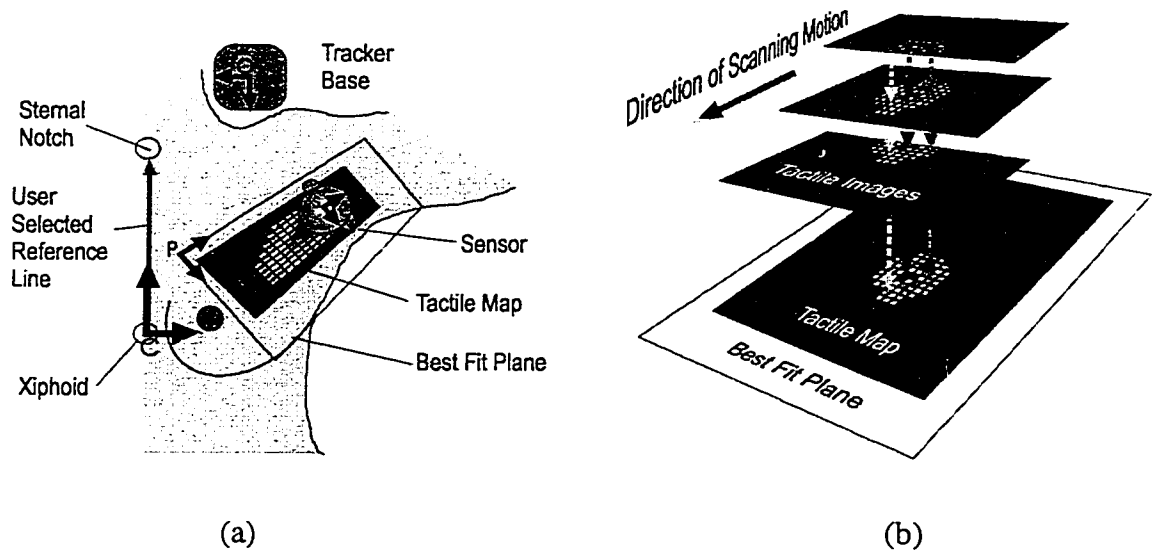 Tracker
Base
Sternal
Notch
User
Selected
Reference
Line
P
Sensor
Tactile Map
Best Fit Plane
C
Xiphoid
(a)
Direction of Scanning Motion
Tactile Images
Tactile Map
Best Fit Plane
(b)